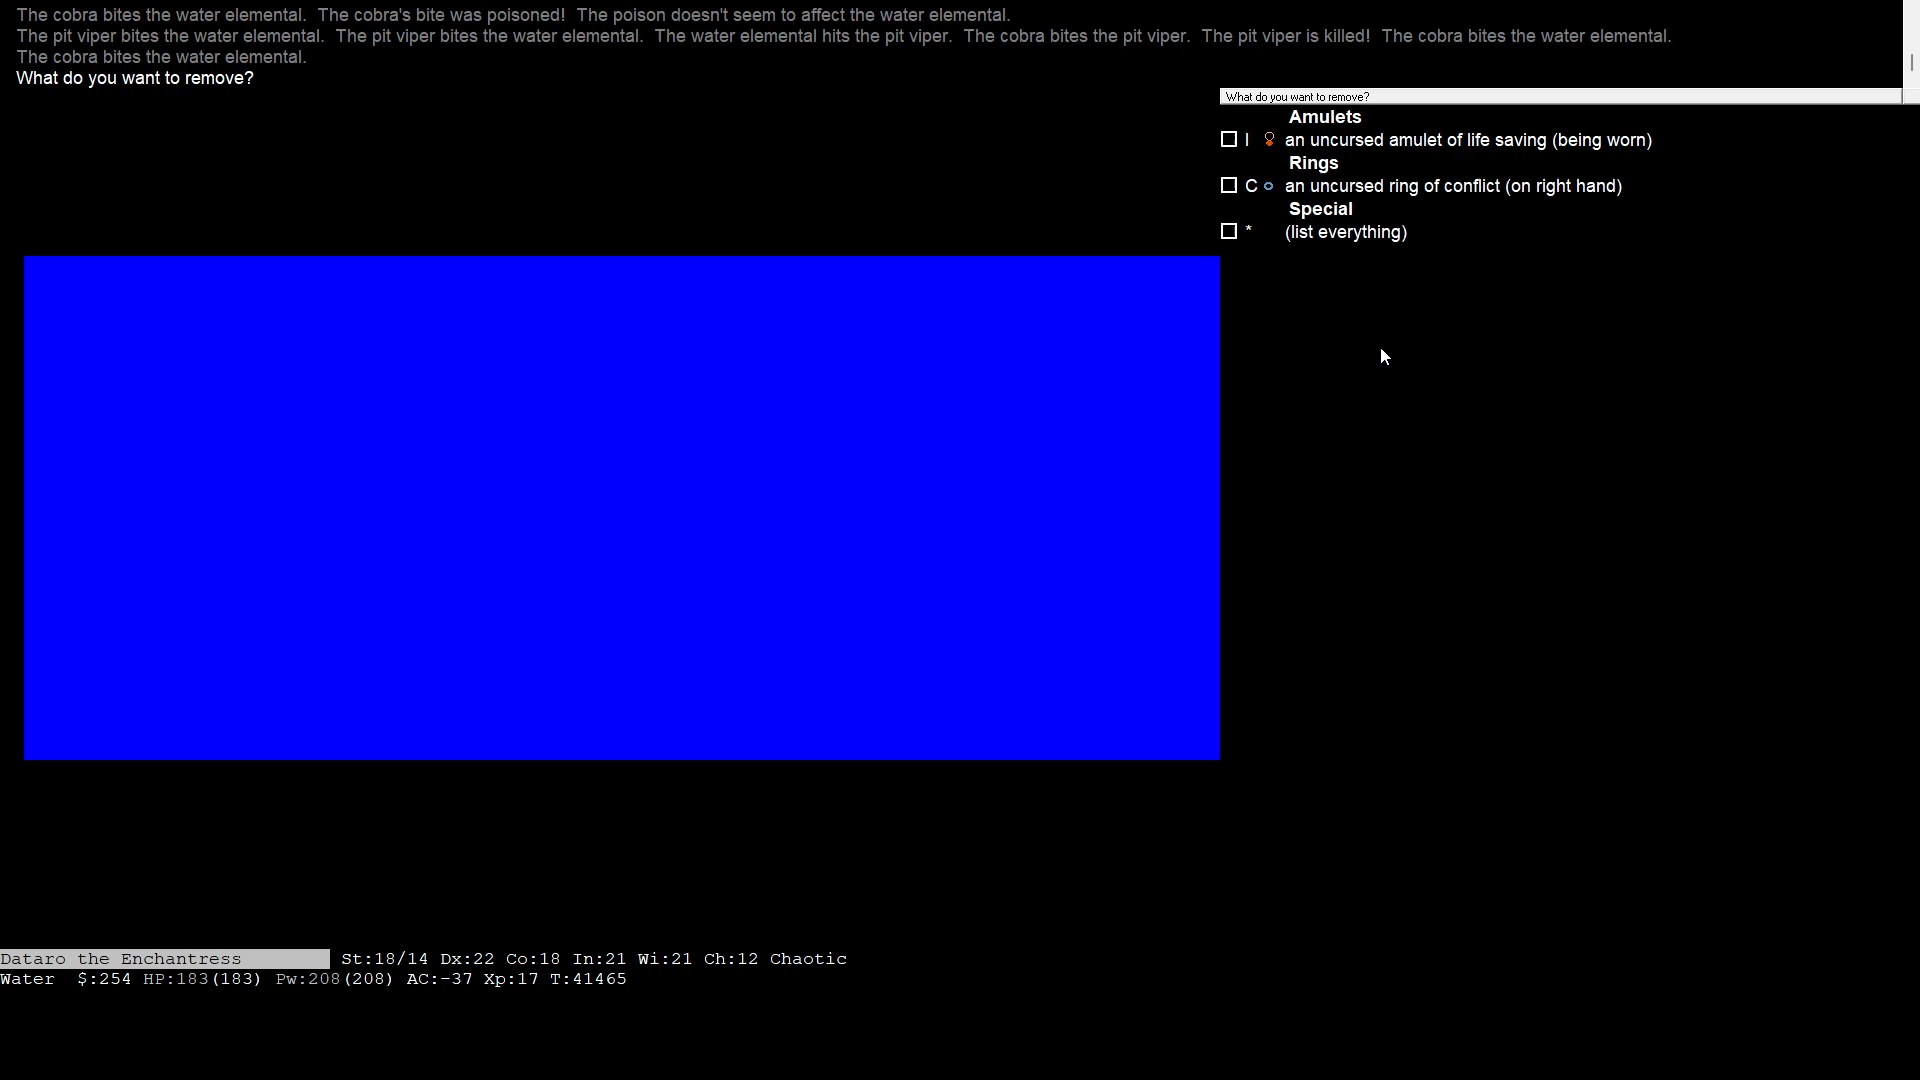 The cobra bites the water elemental.  The cobra's bite was poisoned!  The poison doesn't seem to affect the water elemental.
The pit viper bites the water elemental.  The pit viper bites the water elemental.  The water elemental hits the pit viper.  The cobra bites the pit viper.  The pit viper is killed!  The cobra bites the water elemental.
The cobra bites the water elemental.
What do you want to remove?
What do you want to remove?
Amulets
I an uncursed amulet of life saving (being worn)
Rings
C an uncursed ring of conflict (on right hand)
Special
* (list everything)
Dataro the Enchantress St:18/14 Dx:22 Co:18 In:21 Wi:21 Ch:12 Chaotic
Water $:254 HP:183(183) Pw:208(208) AC:-37 Xp:17 T:41465